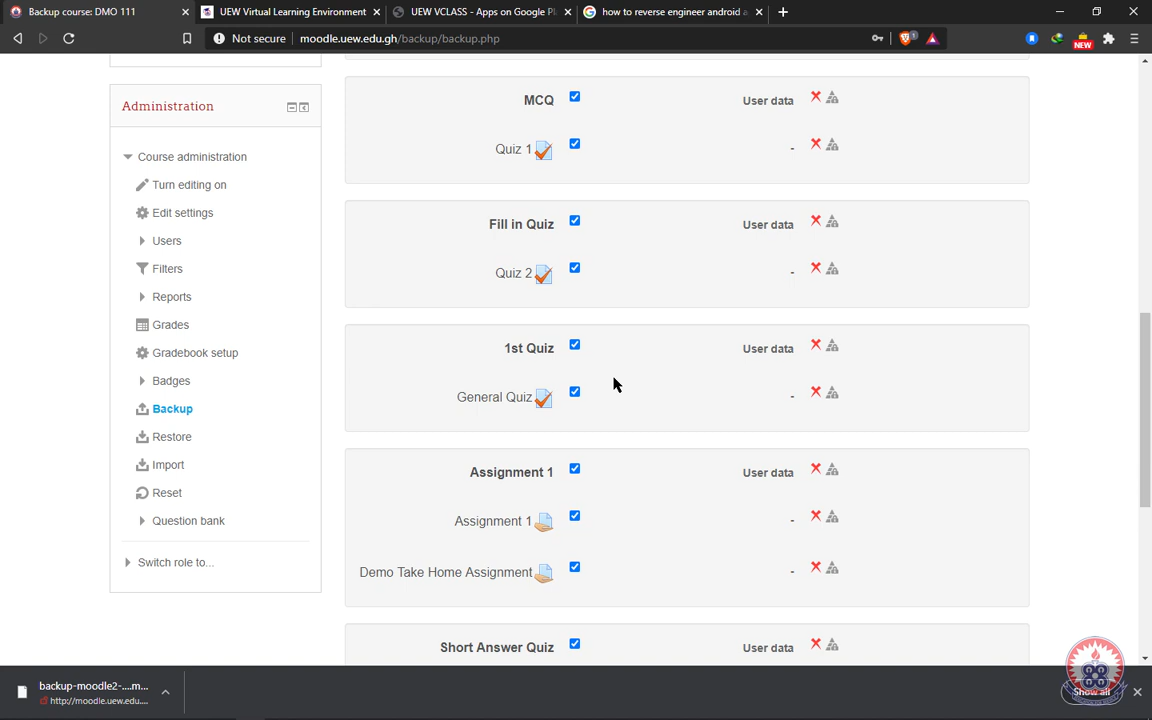 Backup course: DMO 111
UEW Virtual Learning Environment
UEW VCLASS - Apps on Google Pl
how to reverse engineer android a
Not secure
moodle.uew.edu.gh/backup/backup.php
1
NEW
Administration
Course administration
Turn editing on
Edit settings
Users
Filters
Reports
Grades
Gradebook setup
Badges
Backup
Restore
Import
Reset
Question bank
Switch role to...
MCQ User data
Quiz 1 -
Fill in Quiz User data
Quiz 2 -
1st Quiz User data
General Quiz -
Assignment 1 User data
Assignment 1 -
Demo Take Home Assignment -
Short Answer Quiz User data
backup-moodle2-....m...
http://moodle.uew.edu....
Show all